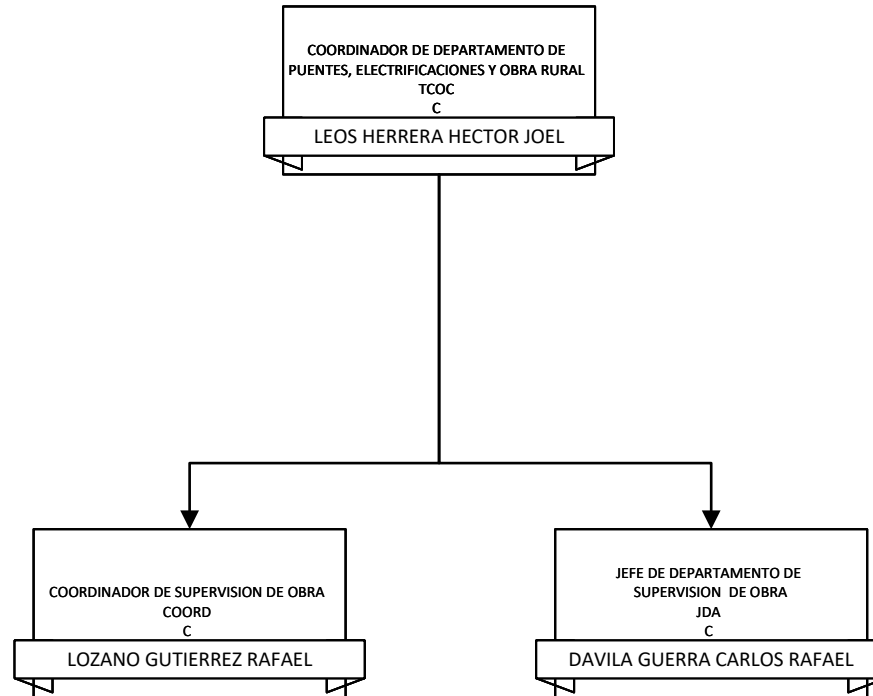 COORDINADOR DE DEPARTAMENTO DE
PUENTES, ELECTRIFICACIONES Y OBRA RURAL
TCOC
C
LEOS HERRERA HECTOR JOEL
COORDINADOR DE SUPERVISION DE OBRA
COORD
C
LOZANO GUTIERREZ RAFAEL
JEFE DE DEPARTAMENTO DE
SUPERVISION DE OBRA
JDA
C
DAVILA GUERRA CARLOS RAFAEL